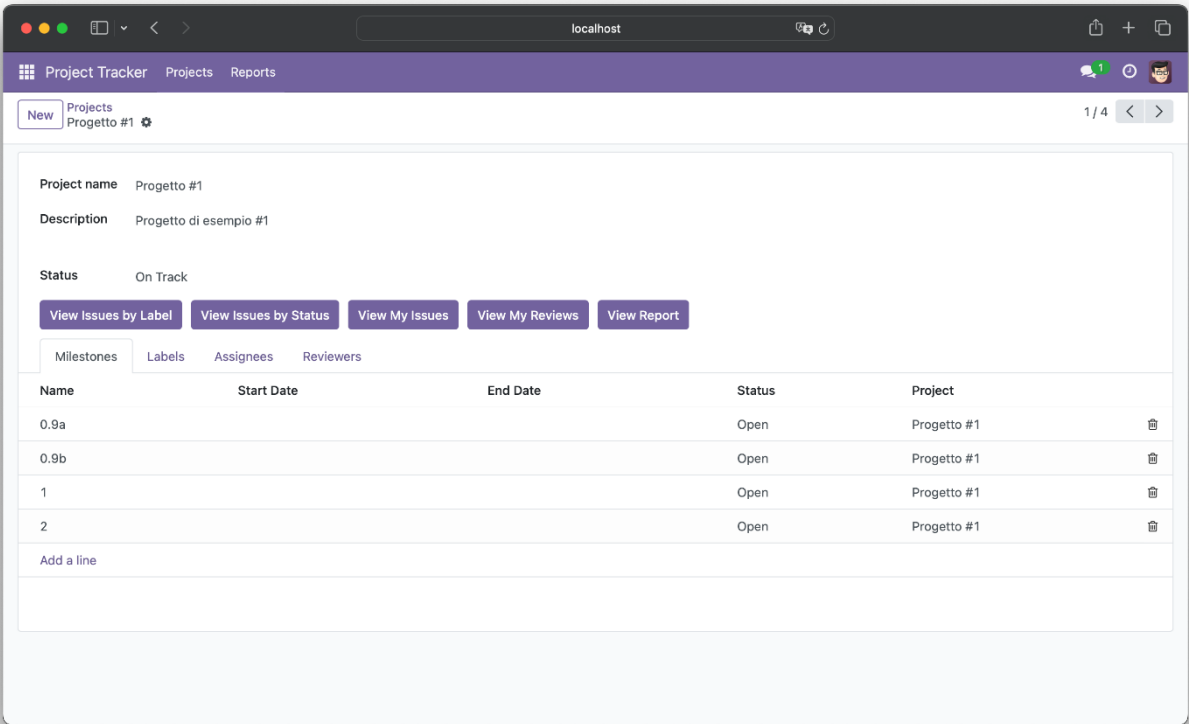 localhost
Project Tracker Projects Reports 1
New Projects 1 / 4
Progetto #1
Project name Progetto #1
Description Progetto di esempio #1
Status On Track
View Issues by Label View Issues by Status View My Issues View My Reviews View Report
Milestones Labels Assignees Reviewers
Name Start Date End Date Status Project
0.9a Open Progetto #1
0.9b Open Progetto #1
1 Open Progetto #1
2 Open Progetto #1
Add a line